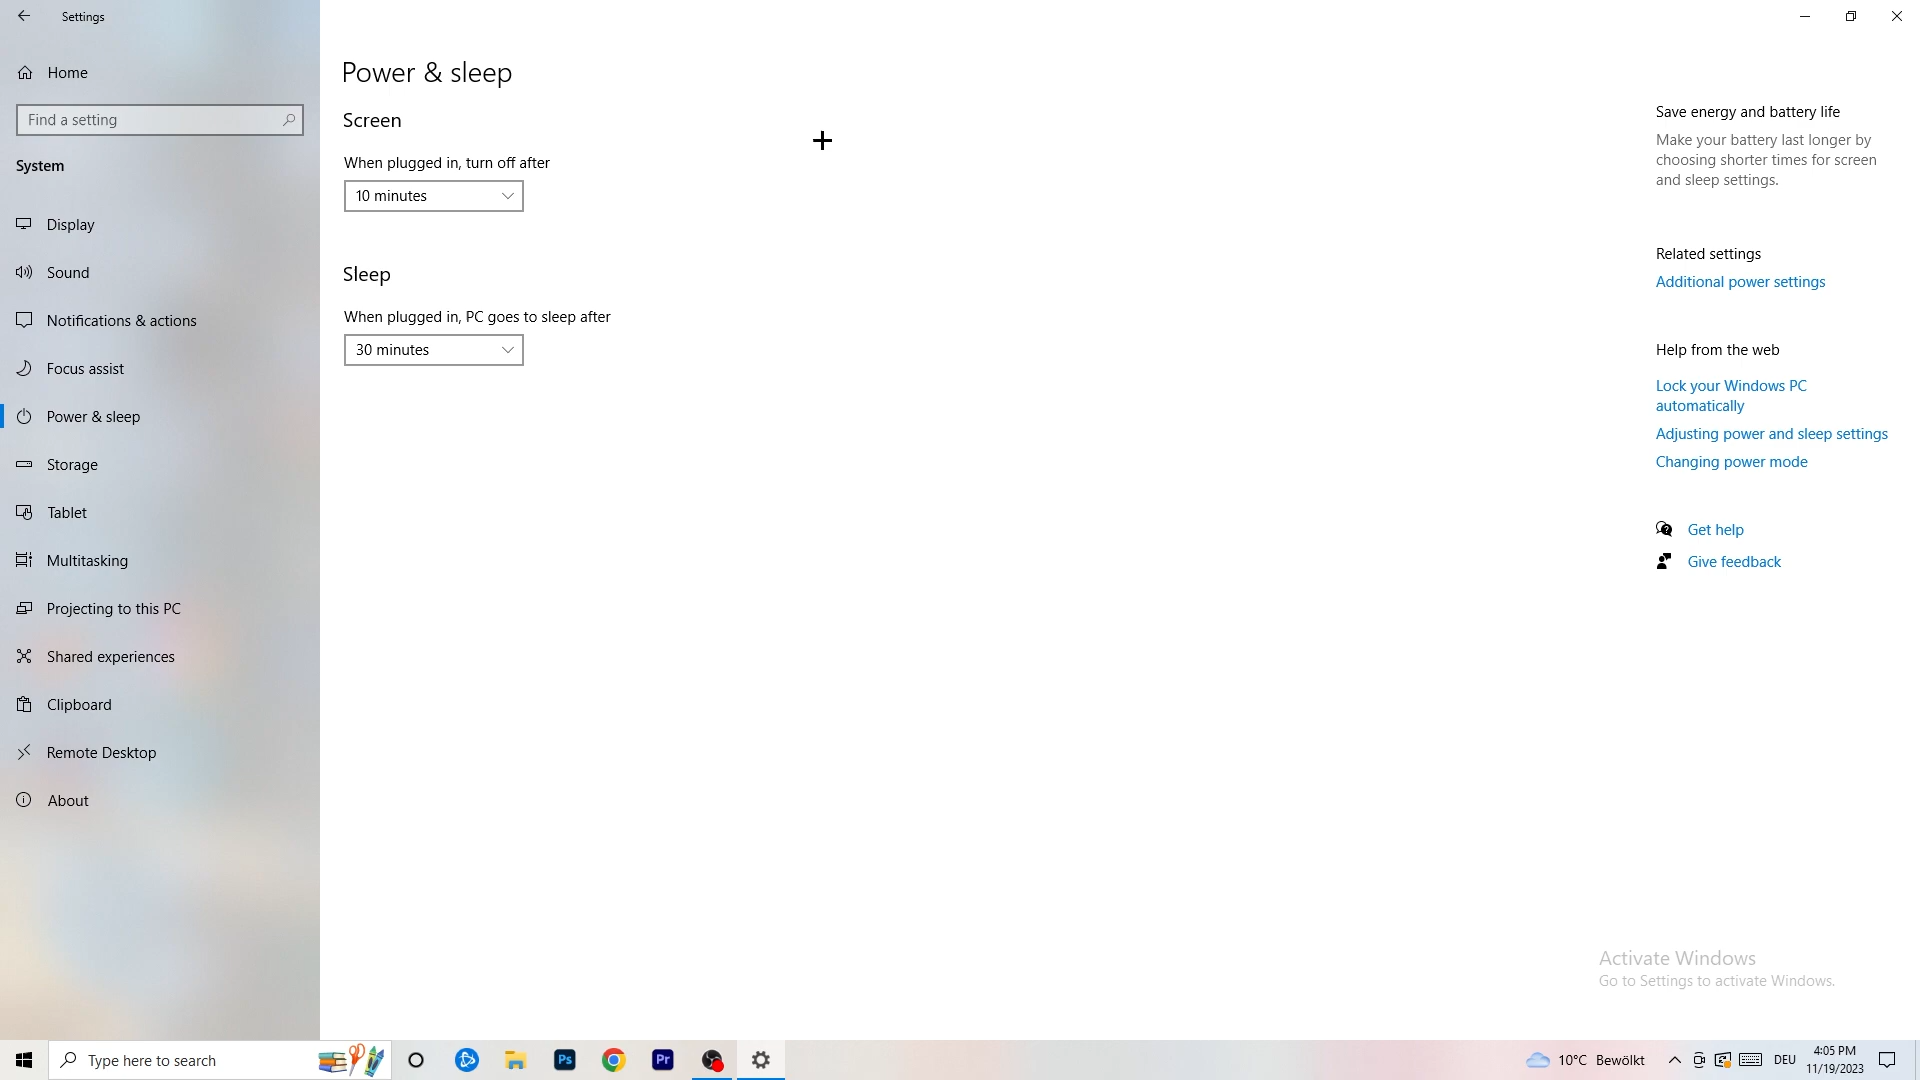 Settings
Home
Find a setting
System
Display
Sound
Notifications & actions
Focus assist
Power & sleep
Storage
Tablet
Multitasking
Projecting to this PC
Shared experiences
Clipboard
Remote Desktop
About
Power & sleep
Screen
When plugged in, turn off after
10 minutes
Sleep
When plugged in, PC goes to sleep after
30 minutes
Save energy and battery life
Make your battery last longer by
choosing shorter times for screen
and sleep settings.
Related settings
Additional power settings
Help from the web
Lock your Windows PC
automatically
Adjusting power and sleep settings
Changing power mode
Get help
Give feedback
Activate Windows
Go to Settings to activate Windows.
Type here to search
Ps
Pr
10°C Bewölkt
DEU
4:05 PM
11/19/2023